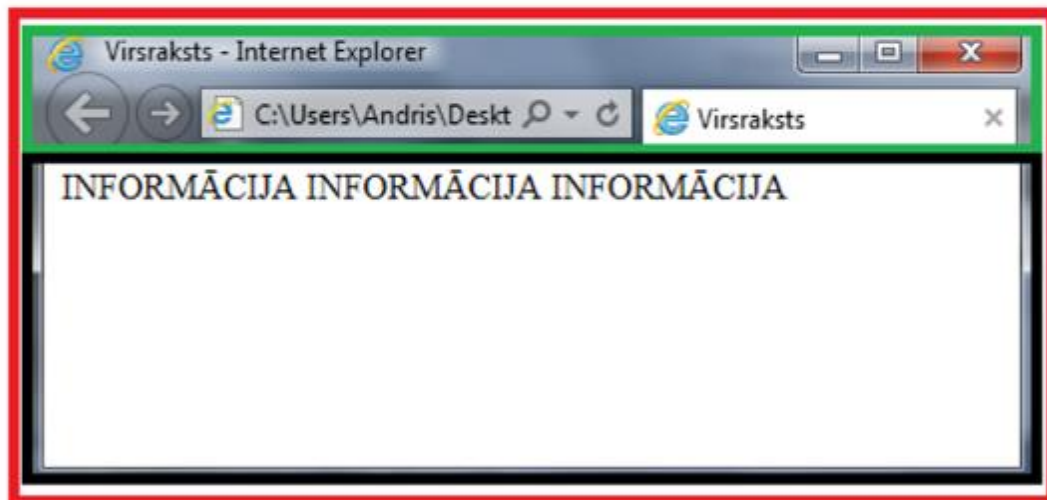 Virsraksts - Internet Explorer
C:\Users\Andris\Deskt
Virsraksts
INFORMĀCIJA INFORMĀCIJA INFORMĀCIJA